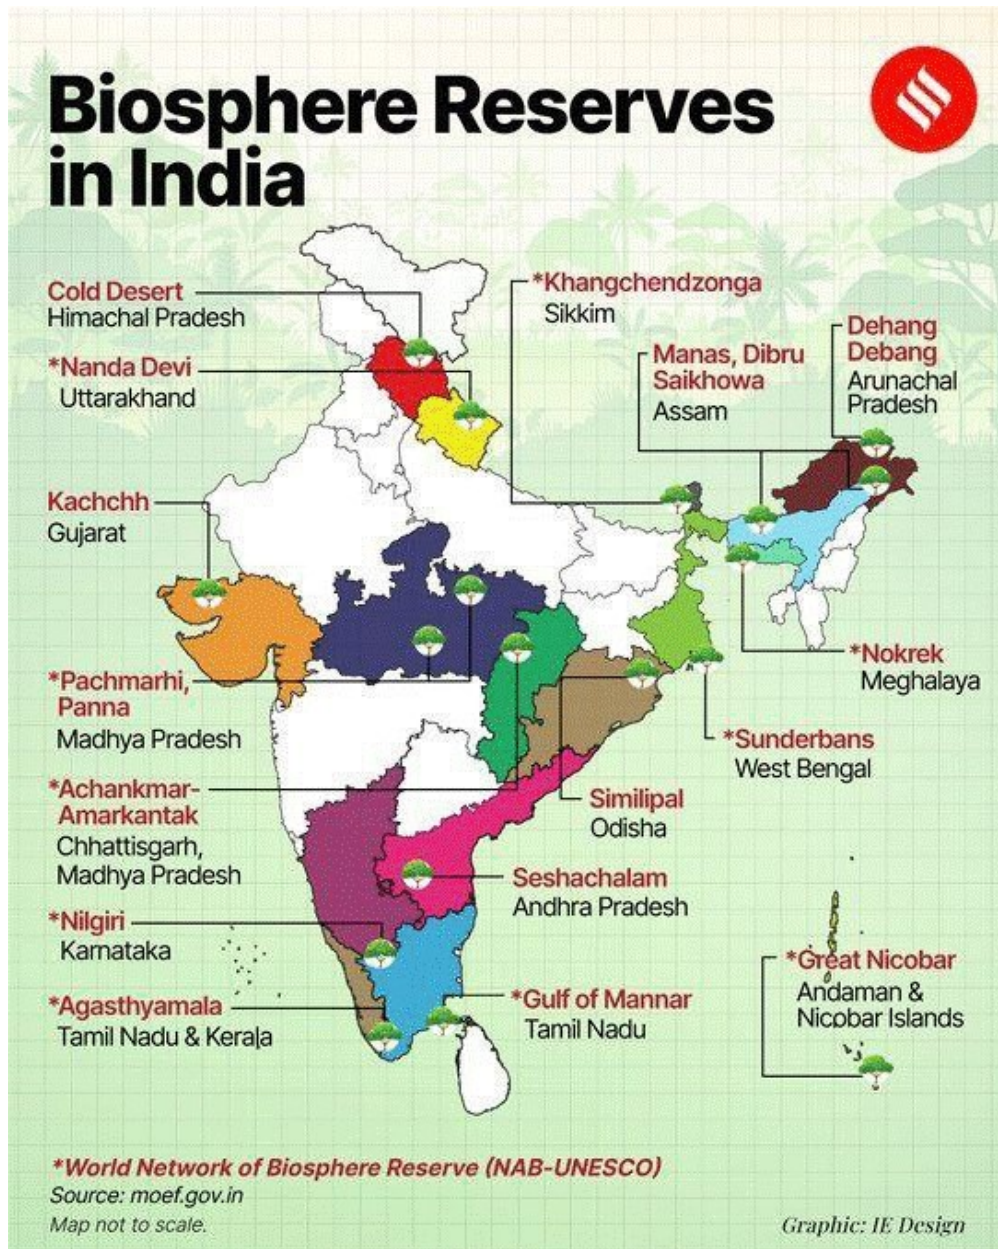 Biosphere Reserves
in India
Cold Desert
Himachal Pradesh
*Nanda Devi
Uttarakhand
*Khangchendzonga
Sikkim
Manas, Dibru
Saikhowa
Assam
Dehang
Debang
Arunachal
Pradesh
Kachchh
Gujarat
*Pachmarhi,
Panna
Madhya Pradesh
*Nokrek
Meghalaya
*Sunderbans
West Bengal
*Achankmar-
Amarkantak
Chhattisgarh,
Madhya Pradesh
Similipal
Odisha
Seshachalam
Andhra Pradesh
*Nilgiri
Karnataka
*Agasthyamala
Tamil Nadu & Kerala
*Gulf of Mannar
Tamil Nadu
*Great Nicobar
Andaman &
Nicobar Islands
*World Network of Biosphere Reserve (NAB-UNESCO)
Source: moef.gov.in
Map not to scale.
Graphic: IE Design